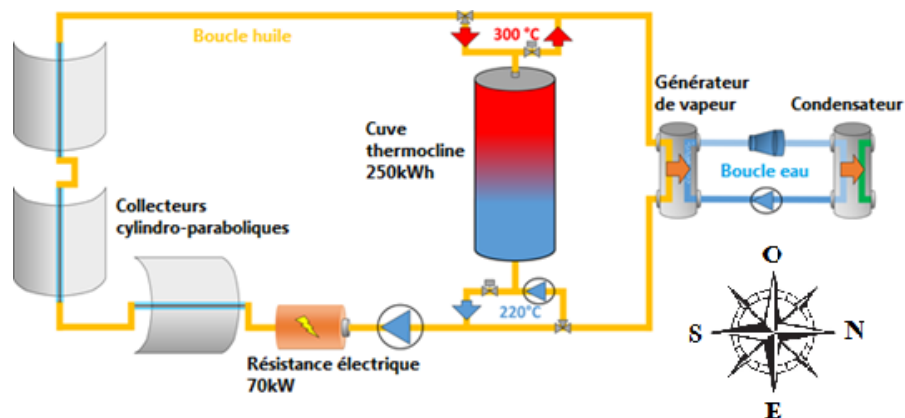 Boucle huile
300 °C
Cuve
thermocline
250kWh
Générateur
de vapeur
Condensateur
Boucle eau
Collecteurs
cylindro-paraboliques
220°C
Résistance électrique
70kW
O
S
N
E